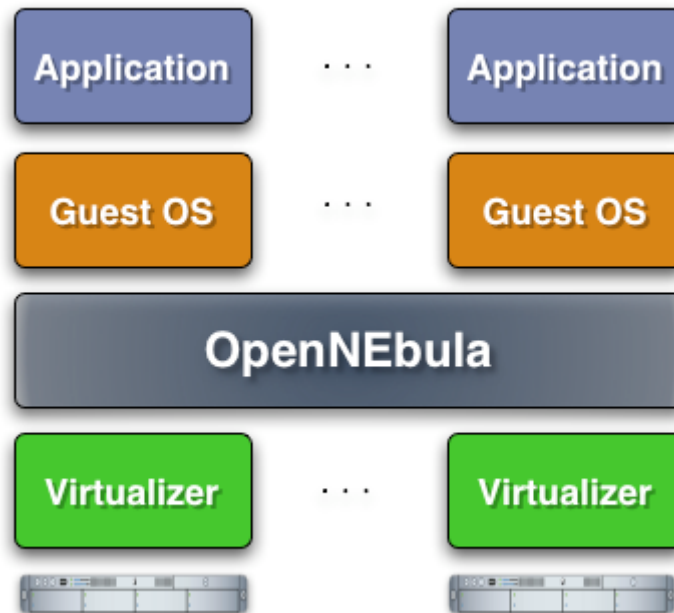 Application ... Application
Guest OS ... Guest OS
OpenNEbula
Virtualizer ... Virtualizer